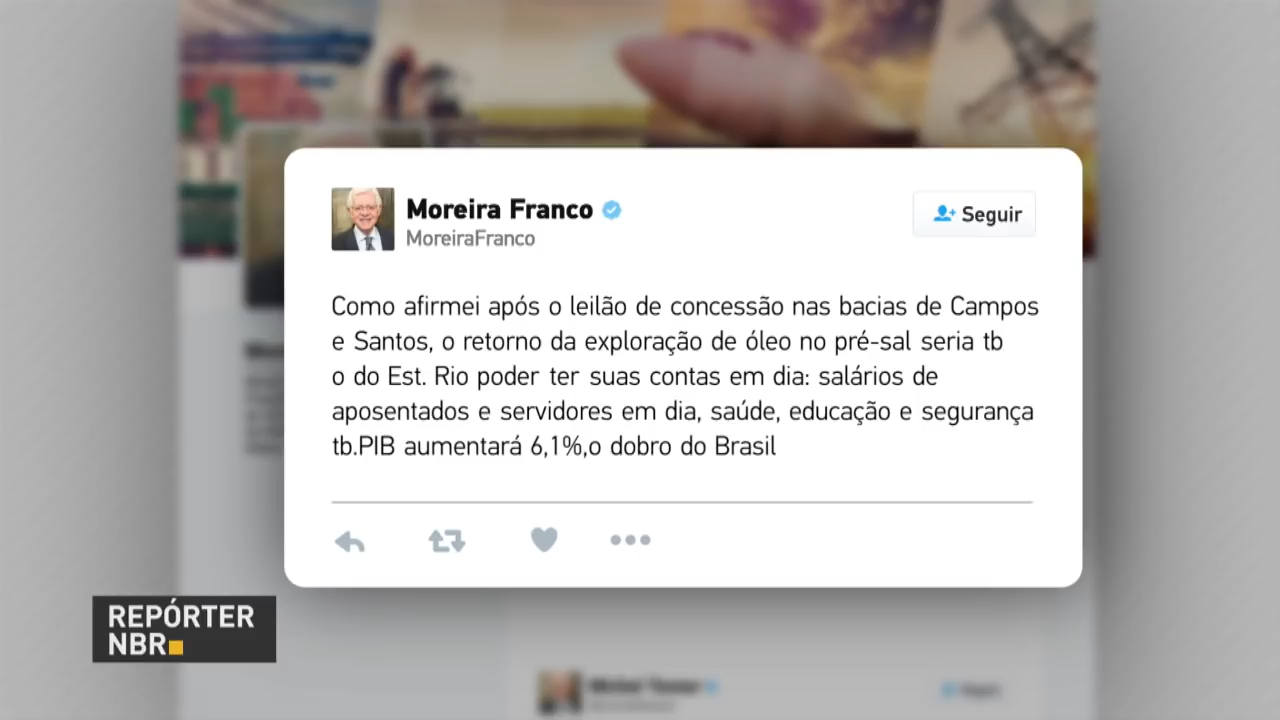 Moreira Franco
MoreiraFranco
Seguir
Como afirmei após o leilão de concessão nas bacias de Campos
e Santos, o retorno da exploração de óleo no pré-sal seria tb
o do Est. Rio poder ter suas contas em dia: salários de
aposentados e servidores em dia, saúde, educação e segurança
tb.PIB aumentará 6,1%,o dobro do Brasil
REPÓRTER
NBR